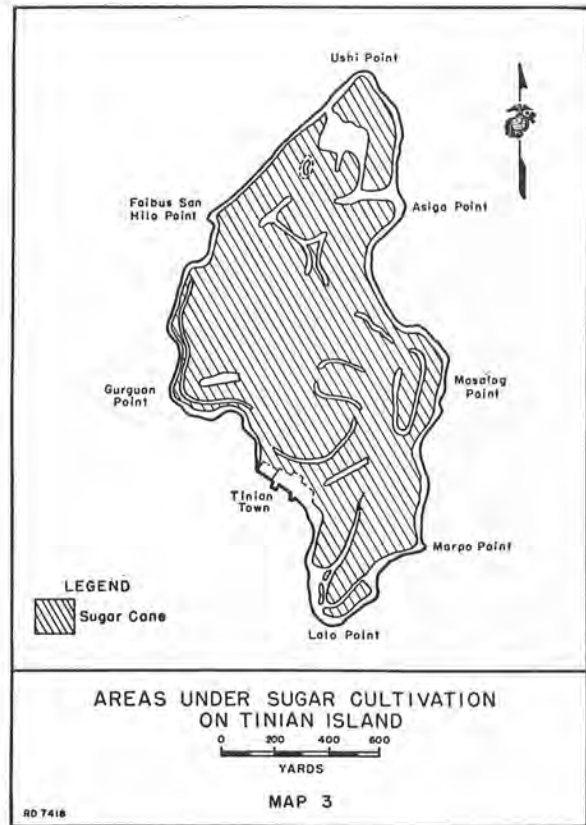 Ushi Point
Faibus San
Hilo Point
Asiga Point
Gurguan
Point
Masalog
Point
Tinian
Town
Marpo Point
LEGEND
Sugar Cane
Lalo Point
AREAS UNDER SUGAR CULTIVATION
ON TINIAN ISLAND
0 200 400 600
YARDS
MAP 3
RD 7418